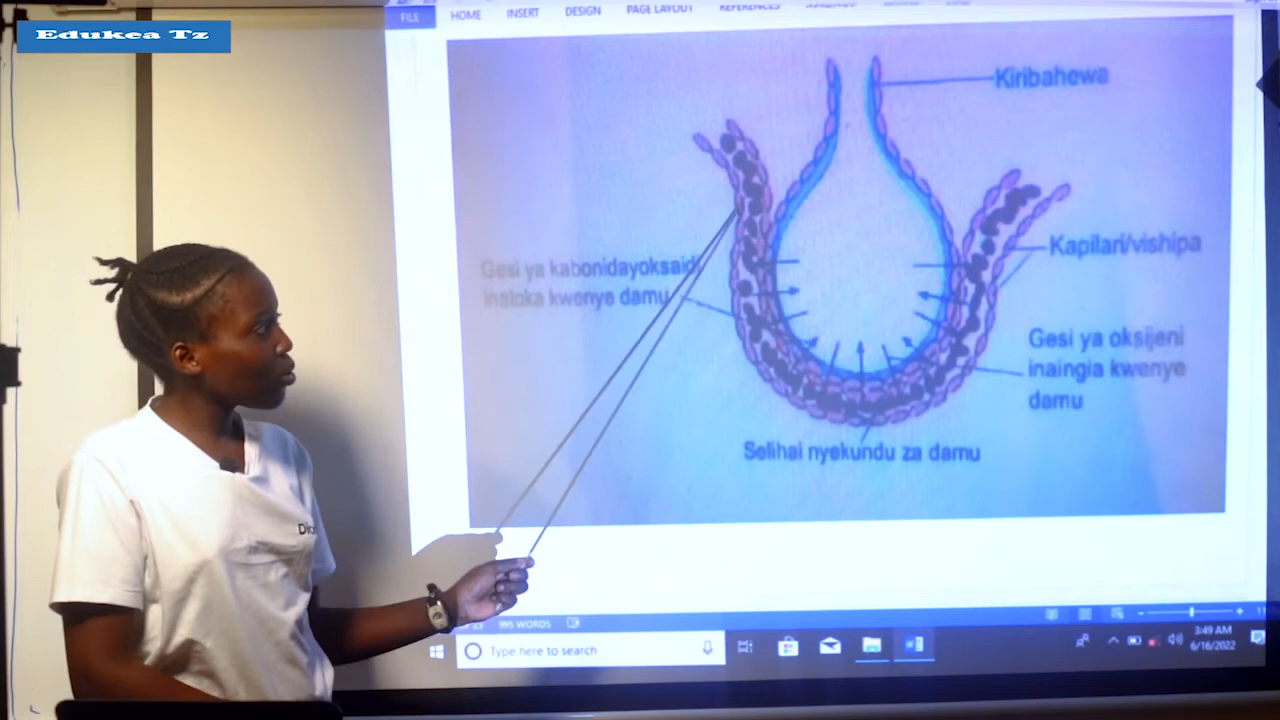 Edukea Tz
FILE
HOME
INSERT
DESIGN
PAGE LAYOUT
REFERENCES
Kiribahewa
Kapilari/vishipa
Gesi ya kabonidayoksaidi
inatoka kwenye damu
Gesi ya oksijeni
inaingia kwenye
damu
Selihai nyekundu za damu
995 WORDS
Type here to search
3:49 AM
6/16/2022